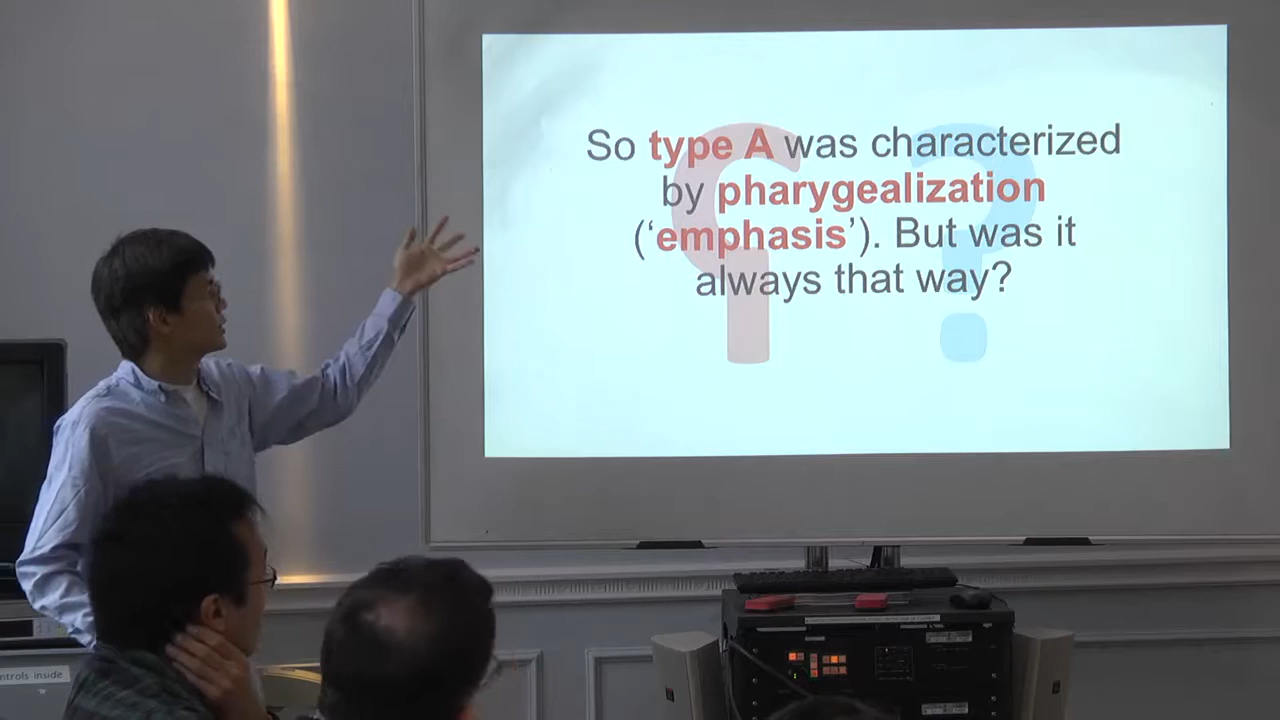 So type A was characterized
by pharygealization
(‘emphasis’). But was it
always that way?
ntrols inside